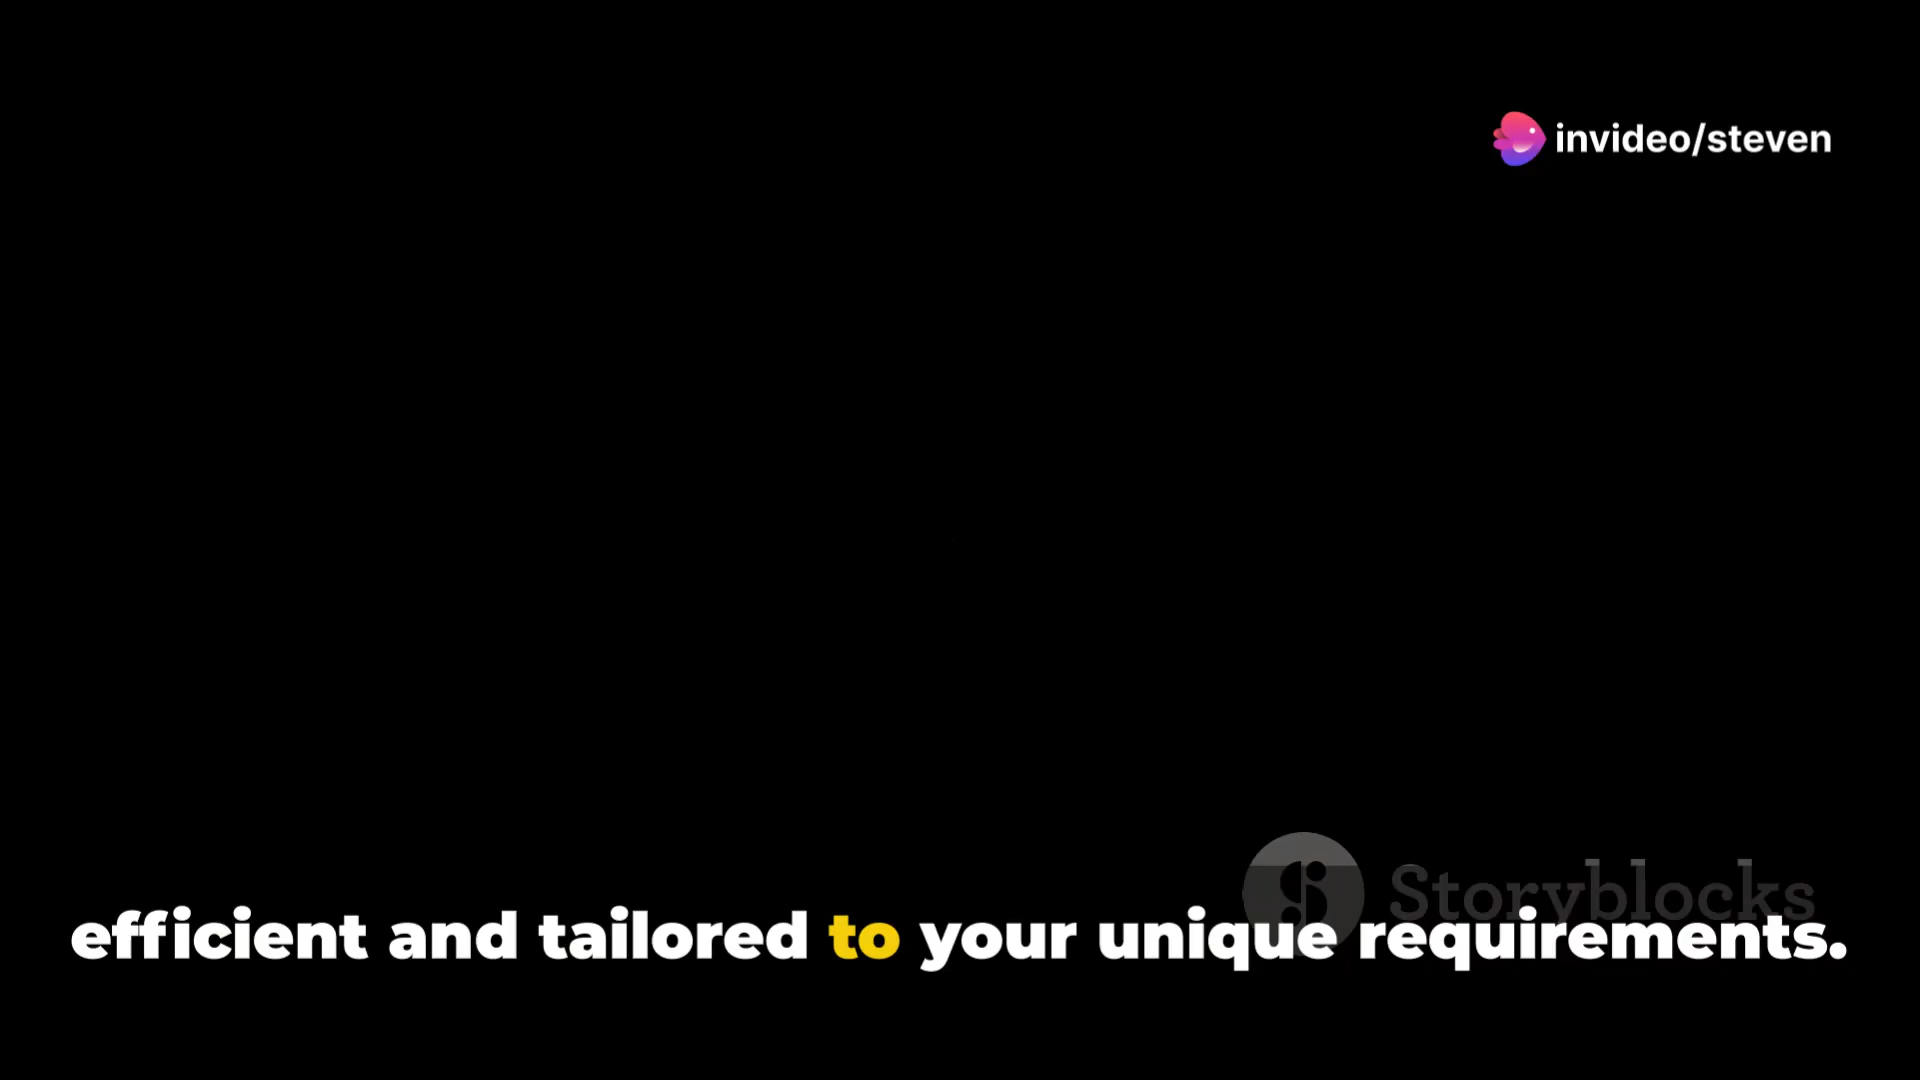 invideo/steven
Storyblocks
efficient and tailored to your unique requirements.